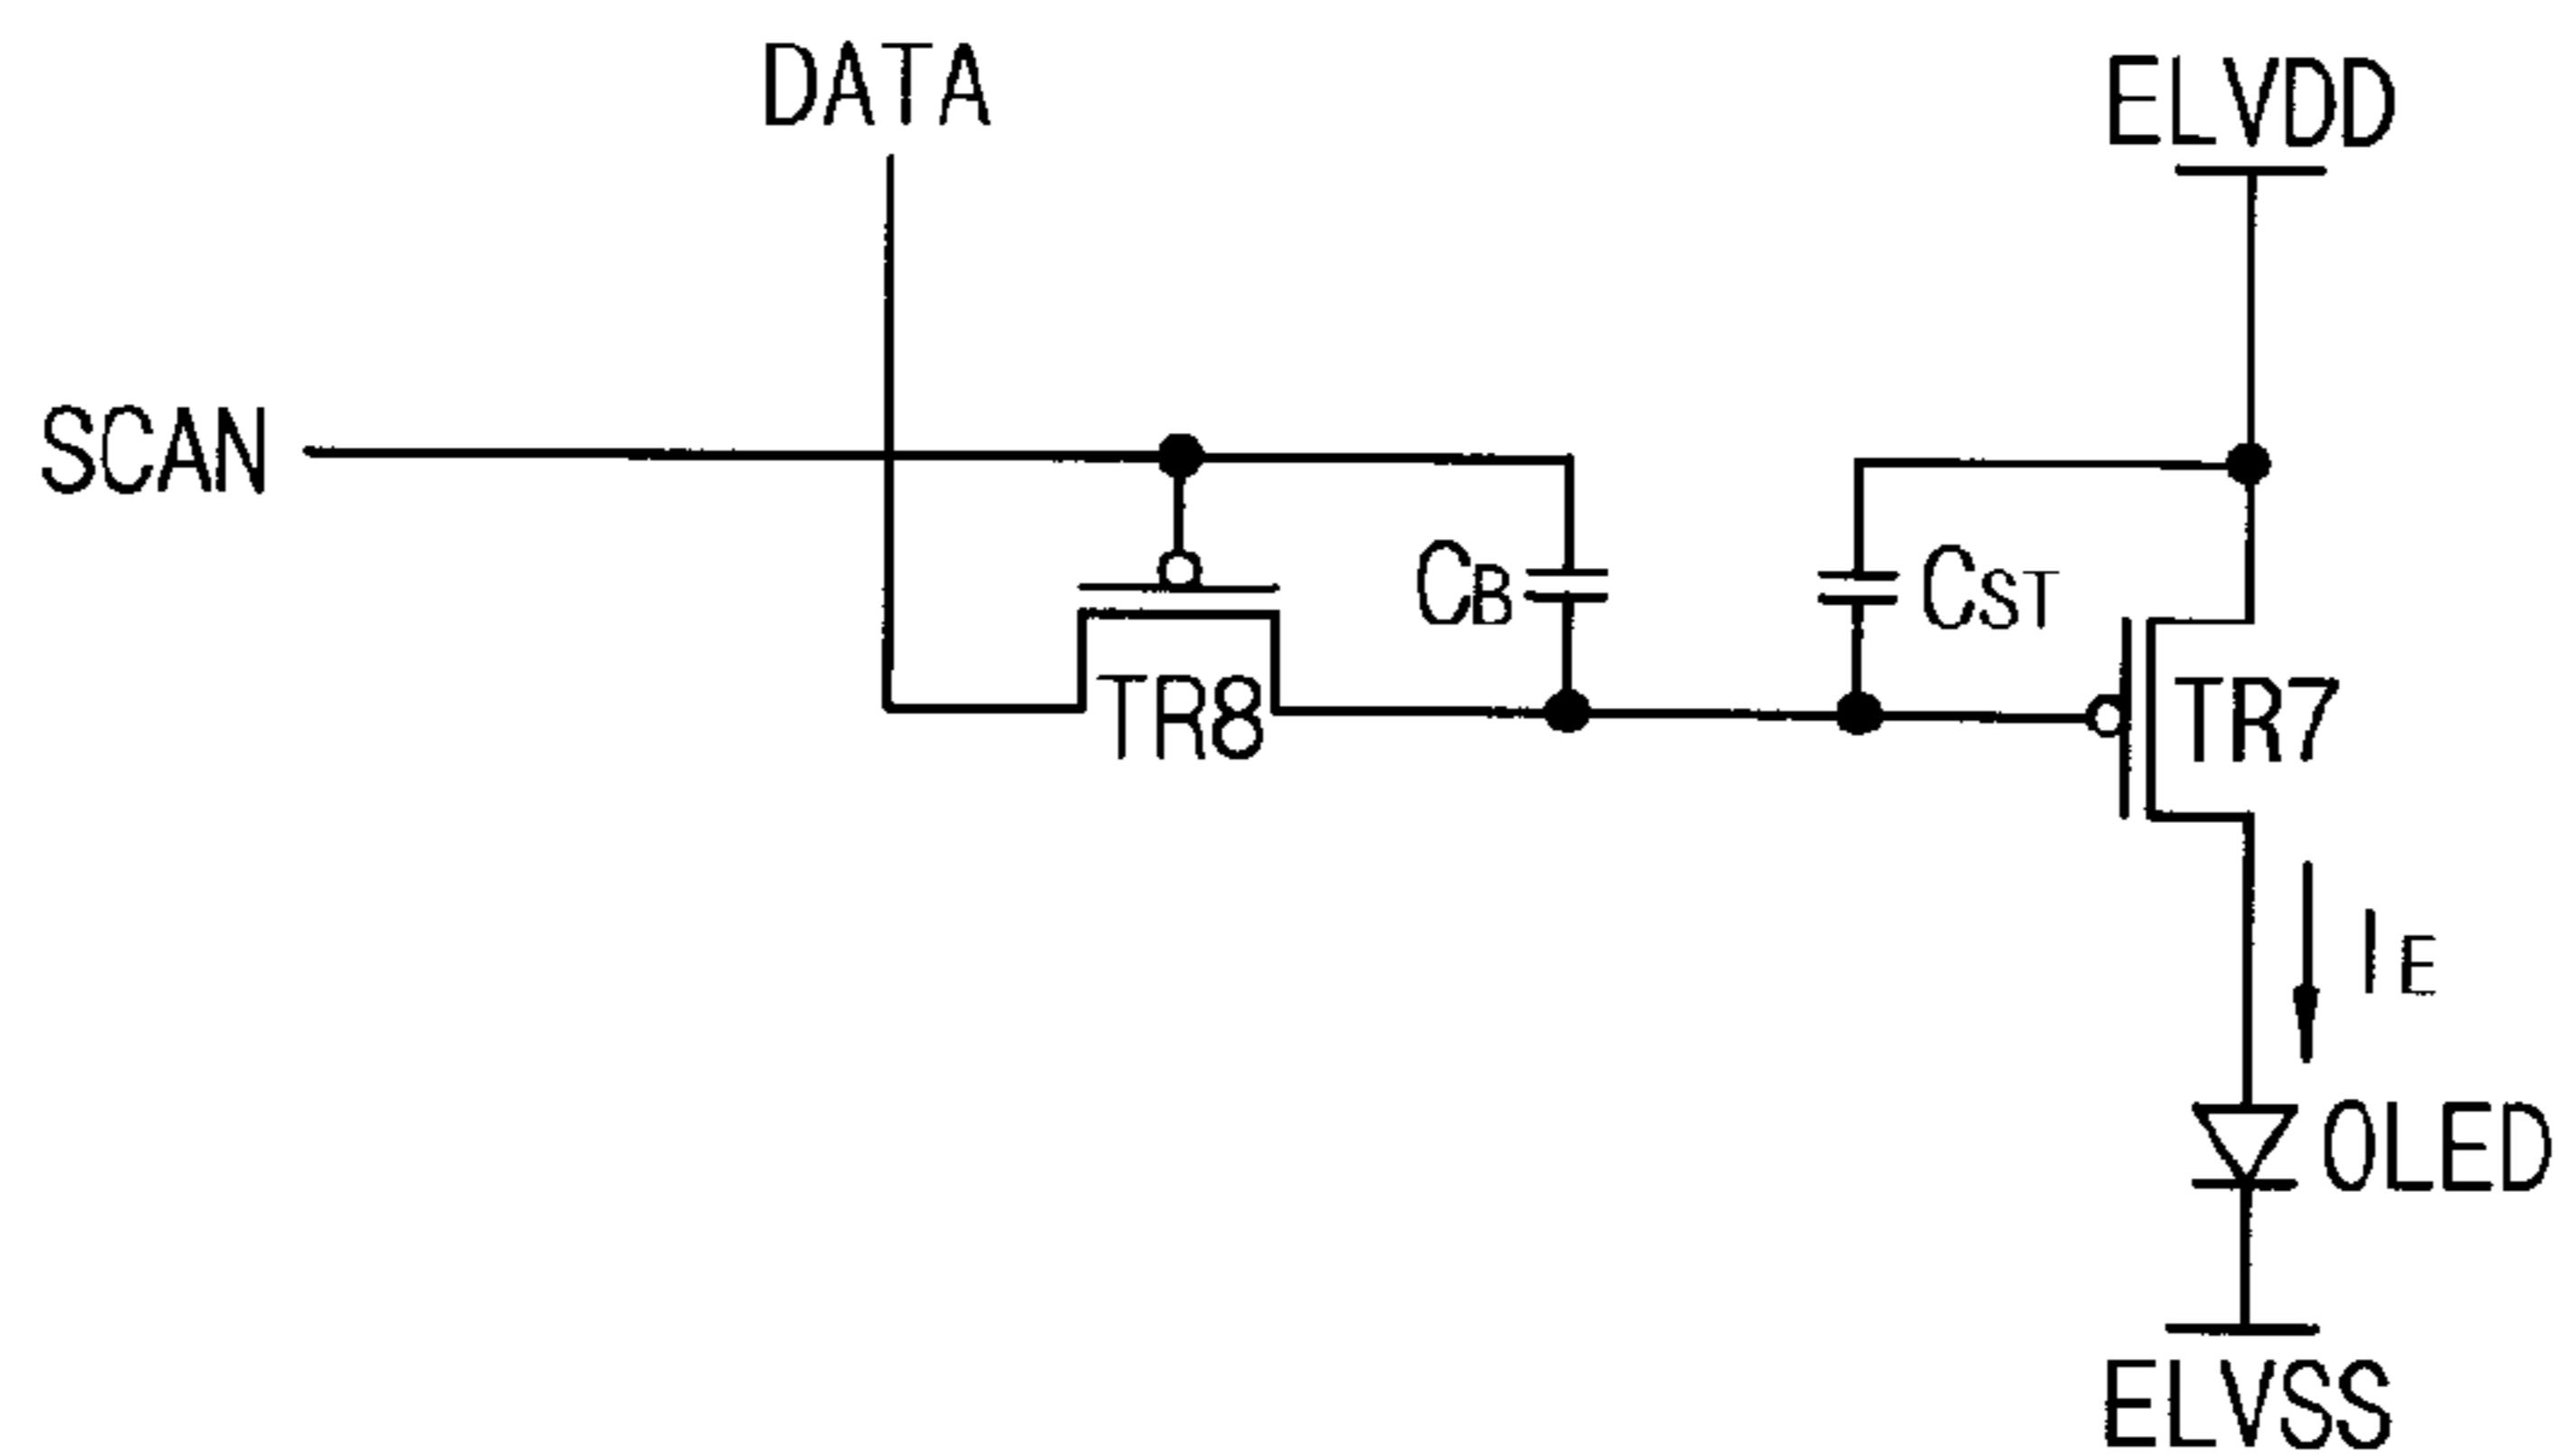 DATA
ELVDD
SCAN
CB
CST
TR8
TR7
IE
OLED
ELVSS